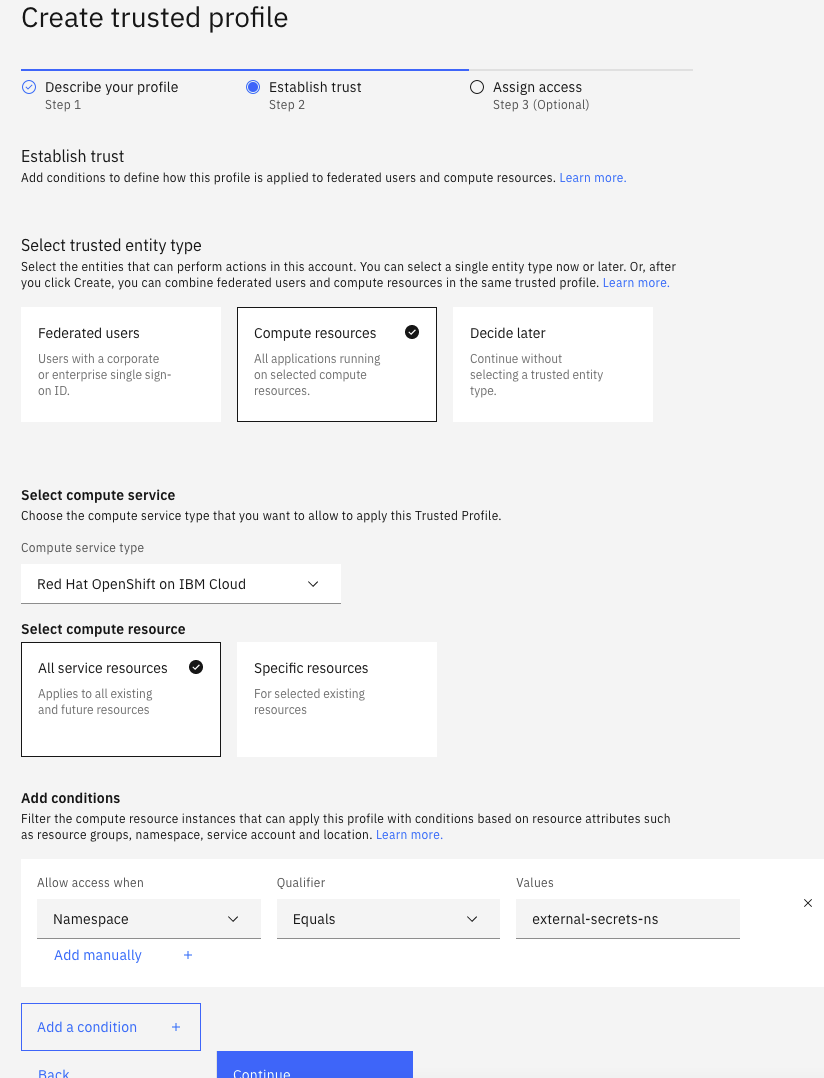 Create trusted profile
Describe your profile
Step 1
Establish trust
Step 2
Assign access
Step 3 (Optional)
Establish trust
Add conditions to define how this profile is applied to federated users and compute resources. Learn more.
Select trusted entity type
Select the entities that can perform actions in this account. You can select a single entity type now or later. Or, after
you click Create, you can combine federated users and compute resources in the same trusted profile. Learn more.
Federated users
Users with a corporate
or enterprise single sign-
on ID.
Compute resources
All applications running
on selected compute
resources.
Decide later
Continue without
selecting a trusted entity
type.
Select compute service
Choose the compute service type that you want to allow to apply this Trusted Profile.
Compute service type
Red Hat OpenShift on IBM Cloud
Select compute resource
All service resources
Applies to all existing
and future resources
Specific resources
For selected existing
resources
Add conditions
Filter the compute resource instances that can apply this profile with conditions based on resource attributes such
as resource groups, namespace, service account and location. Learn more.
Allow access when
Qualifier
Values
Namespace
Equals
external-secrets-ns
Add manually +
Add a condition +
Back
Continue